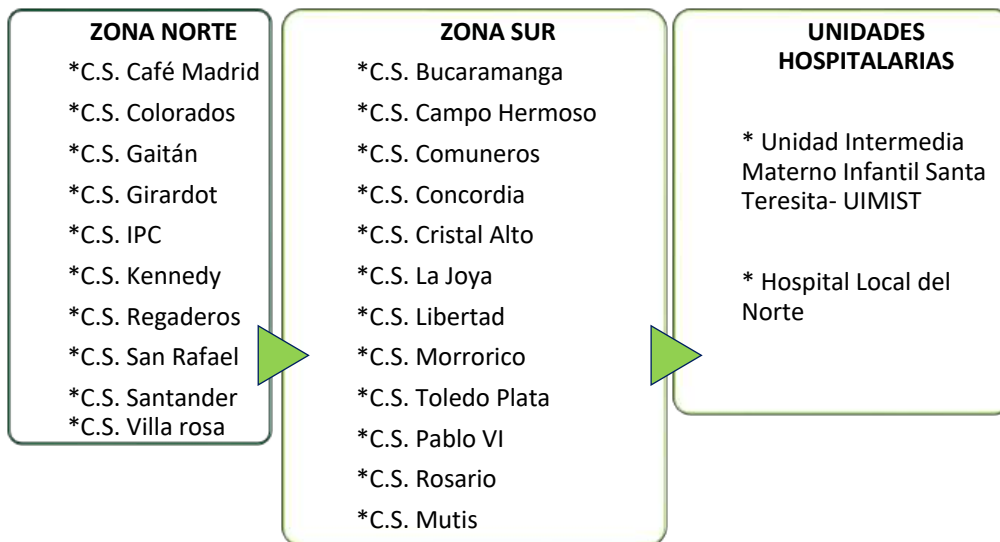 ZONA NORTE
*C.S. Café Madrid
*C.S. Colorados
*C.S. Gaitán
*C.S. Girardot
*C.S. IPC
*C.S. Kennedy
*C.S. Regaderos
*C.S. San Rafael
*C.S. Santander
*C.S. Villa rosa
ZONA SUR
*C.S. Bucaramanga
*C.S. Campo Hermoso
*C.S. Comuneros
*C.S. Concordia
*C.S. Cristal Alto
*C.S. La Joya
*C.S. Libertad
*C.S. Morrorico
*C.S. Toledo Plata
*C.S. Pablo VI
*C.S. Rosario
*C.S. Mutis
UNIDADES
HOSPITALARIAS
* Unidad Intermedia
Materno Infantil Santa
Teresita- UIMIST
* Hospital Local del
Norte